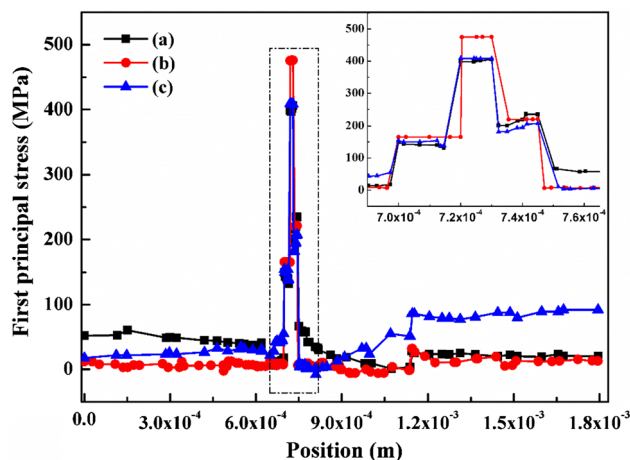 First principal stress (MPa)
500
400
300
200
100
0
(a)
(b)
(c)
500
400
300
200
100
0
7.0x10⁻⁴ 7.2x10⁻⁴ 7.4x10⁻⁴ 7.6x10⁻⁴
0.0 3.0x10⁻⁴ 6.0x10⁻⁴ 9.0x10⁻⁴ 1.2x10⁻³ 1.5x10⁻³ 1.8x10⁻³
Position (m)